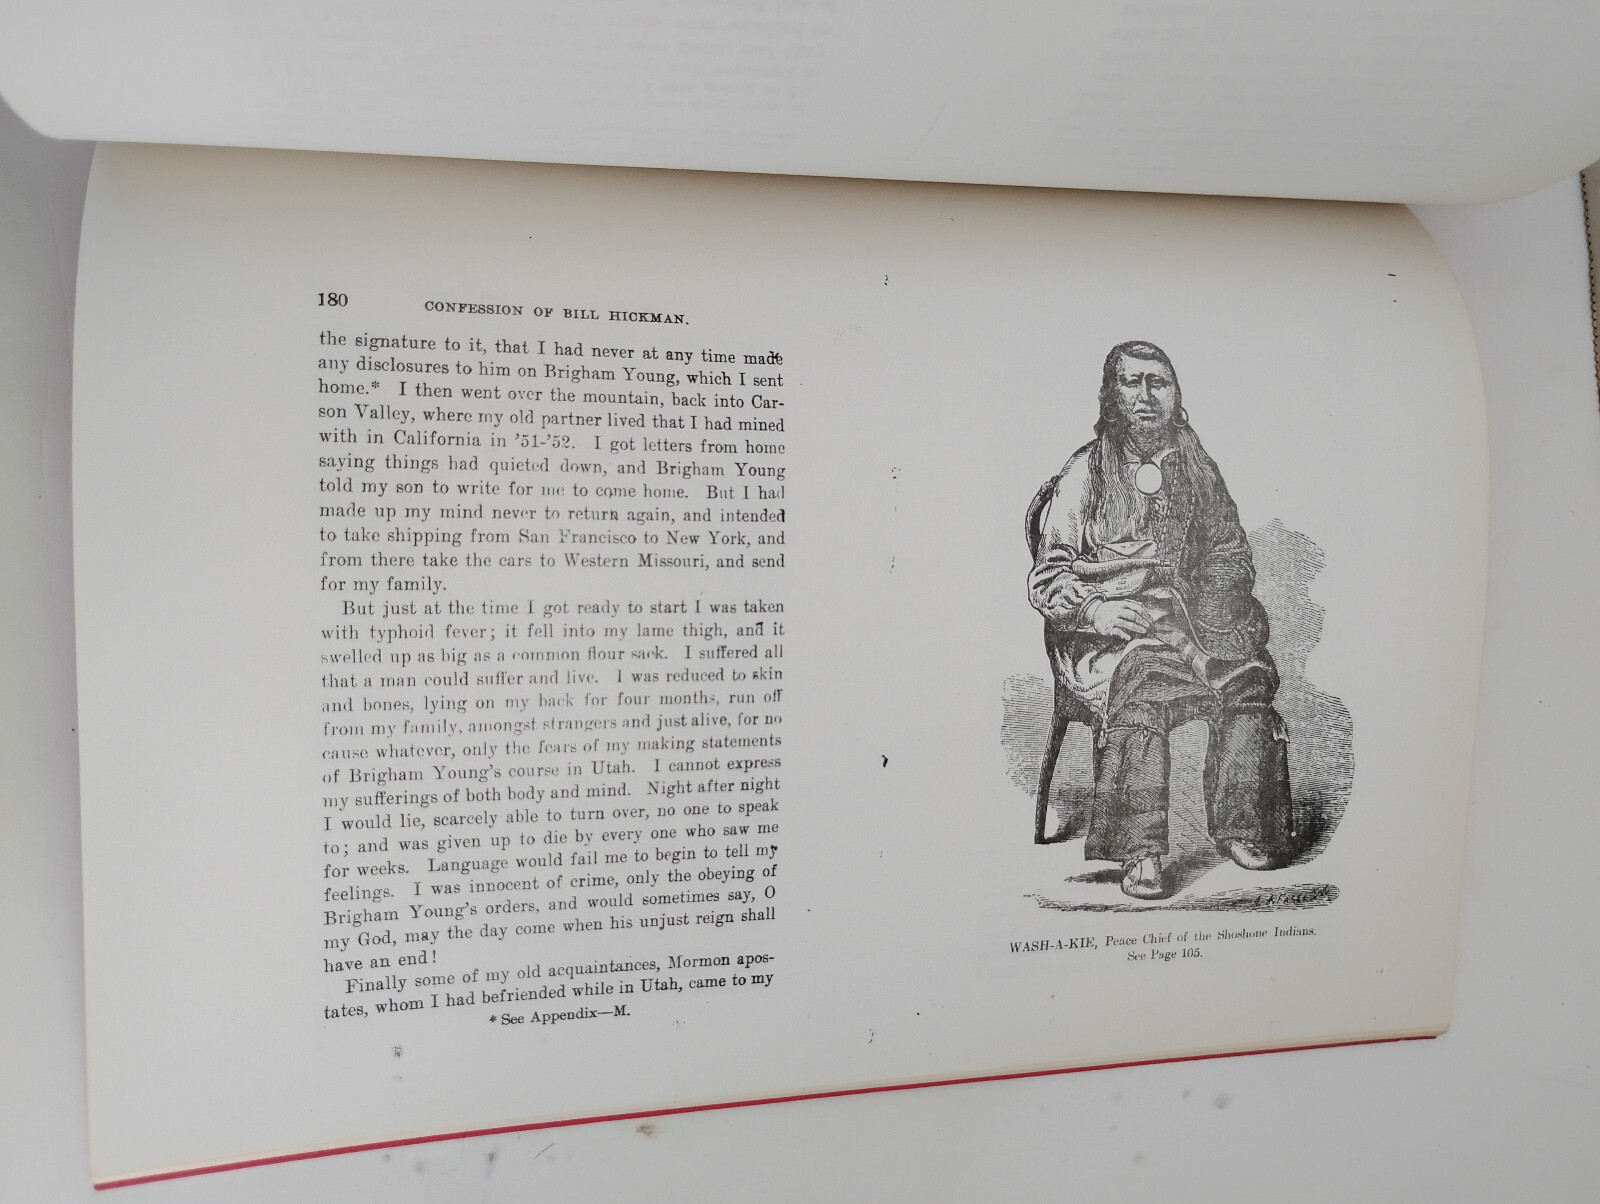 180
CONFESSION OF BILL HICKMAN.
the signature to it, that I had never at any time made
any disclosures to him on Brigham Young, which I sent
home.* I then went over the mountain, back into Car-
son Valley, where my old partner lived that I had mined
with in California in '51-'52. I got letters from home
saying things had quieted down, and Brigham Young
told my son to write for me to come home. But I had
made up my mind never to return again, and intended
to take shipping from San Francisco to New York, and
from there take the cars to Western Missouri, and send
for my family.
But just at the time I got ready to start I was taken
with typhoid fever; it fell into my lame thigh, and it
swelled up as big as a common flour sack. I suffered all
that a man could suffer and live. I was reduced to skin
and bones, lying on my back for four months, run off
from my family, amongst strangers and just alive, for no
cause whatever, only the fears of my making statements
of Brigham Young's course in Utah. I cannot express
my sufferings of both body and mind. Night after night
I would lie, scarcely able to turn over, no one to speak
to; and was given up to die by every one who saw me
for weeks. Language would fail me to begin to tell my
feelings. I was innocent of crime, only the obeying of
Brigham Young's orders, and would sometimes say, O
my God, may the day come when his unjust reign shall
have an end!
Finally some of my old acquaintances, Mormon apos-
tates, whom I had befriended while in Utah, came to my
* See Appendix—M.
WASH-A-KIE, Peace Chief of the Shoshone Indians.
See Page 105.